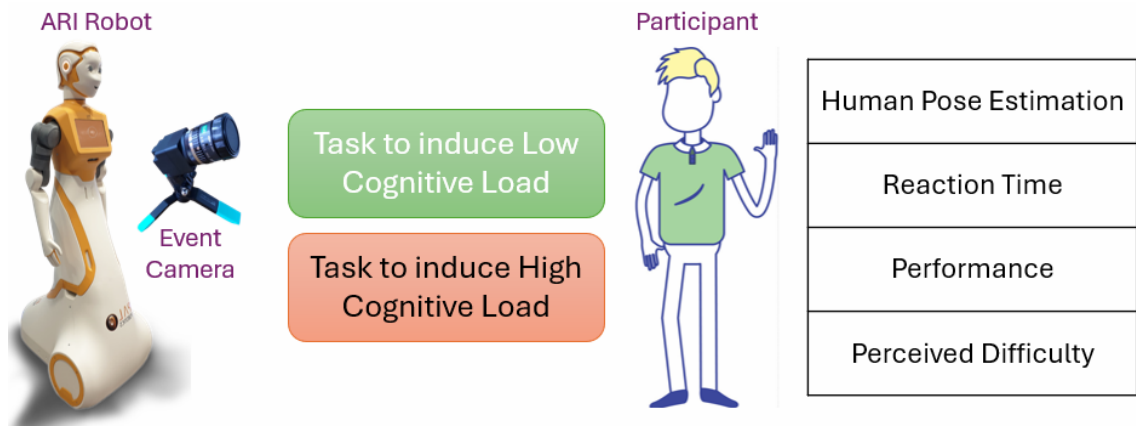 ARI Robot
Participant
Event
Camera
Task to induce Low
Cognitive Load
Task to induce High
Cognitive Load
Human Pose Estimation
Reaction Time
Performance
Perceived Difficulty